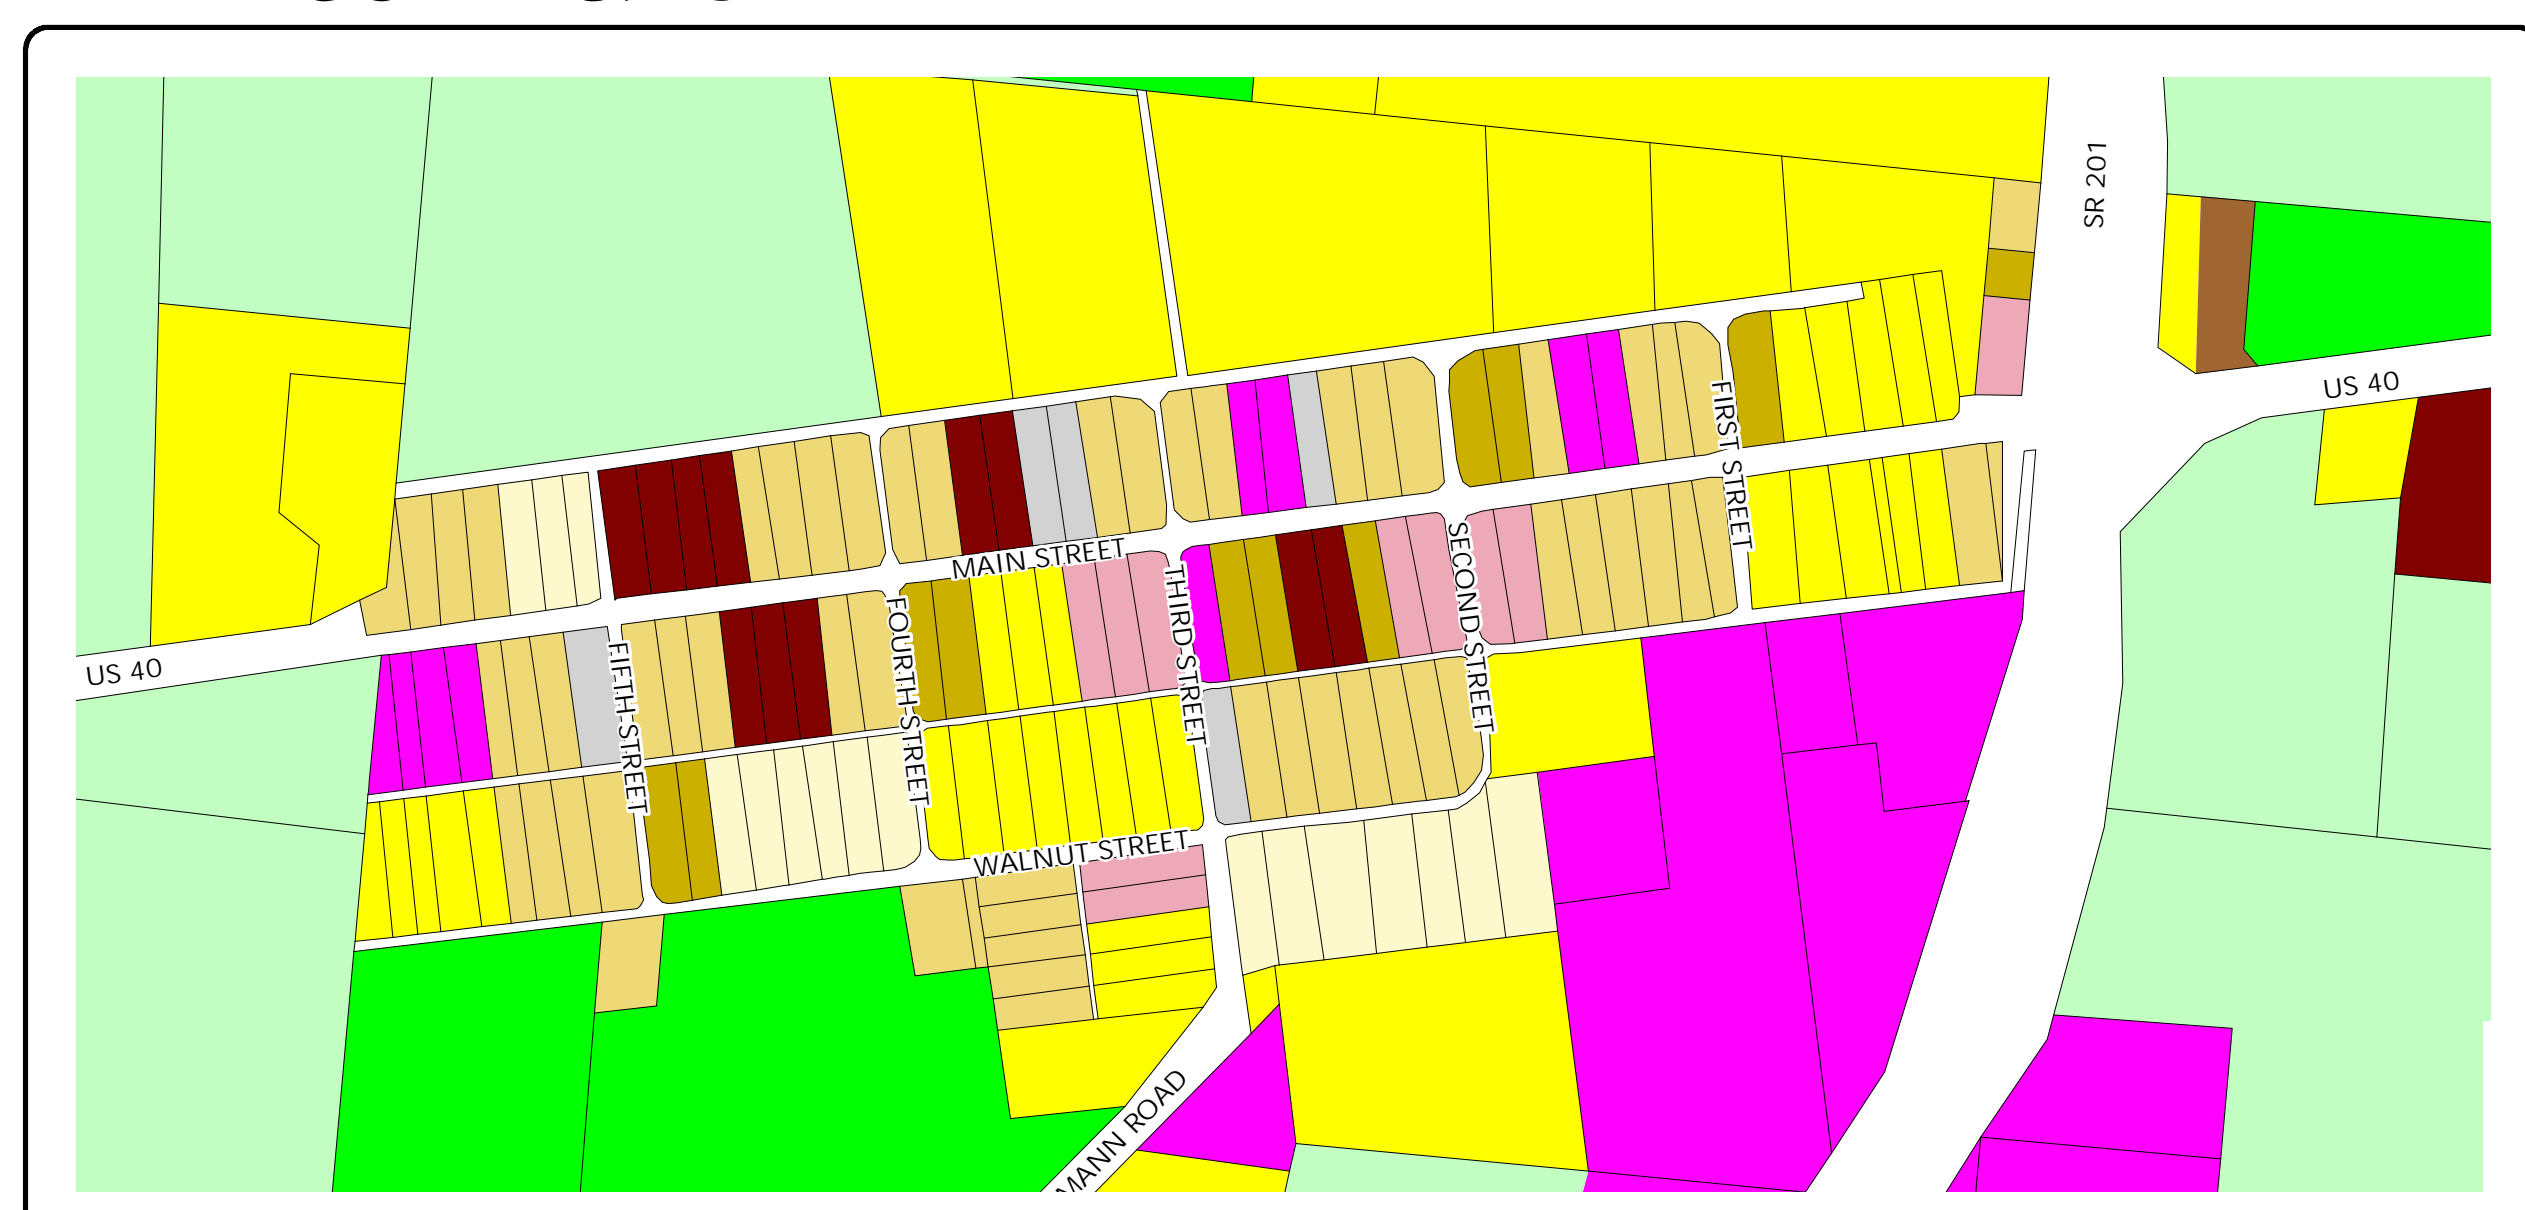 SR 201
US 40
FIRST STREET
MAIN STREET
SECOND STREET
THIRD STREET
FOURTH STREET
FIFTH STREET
US 40
WALNUT STREET
MANN ROAD